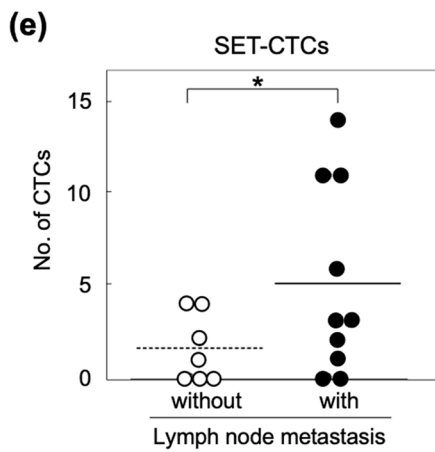 (e)
SET-CTCs
*
No. of CTCs
15
10
5
0
without with
Lymph node metastasis